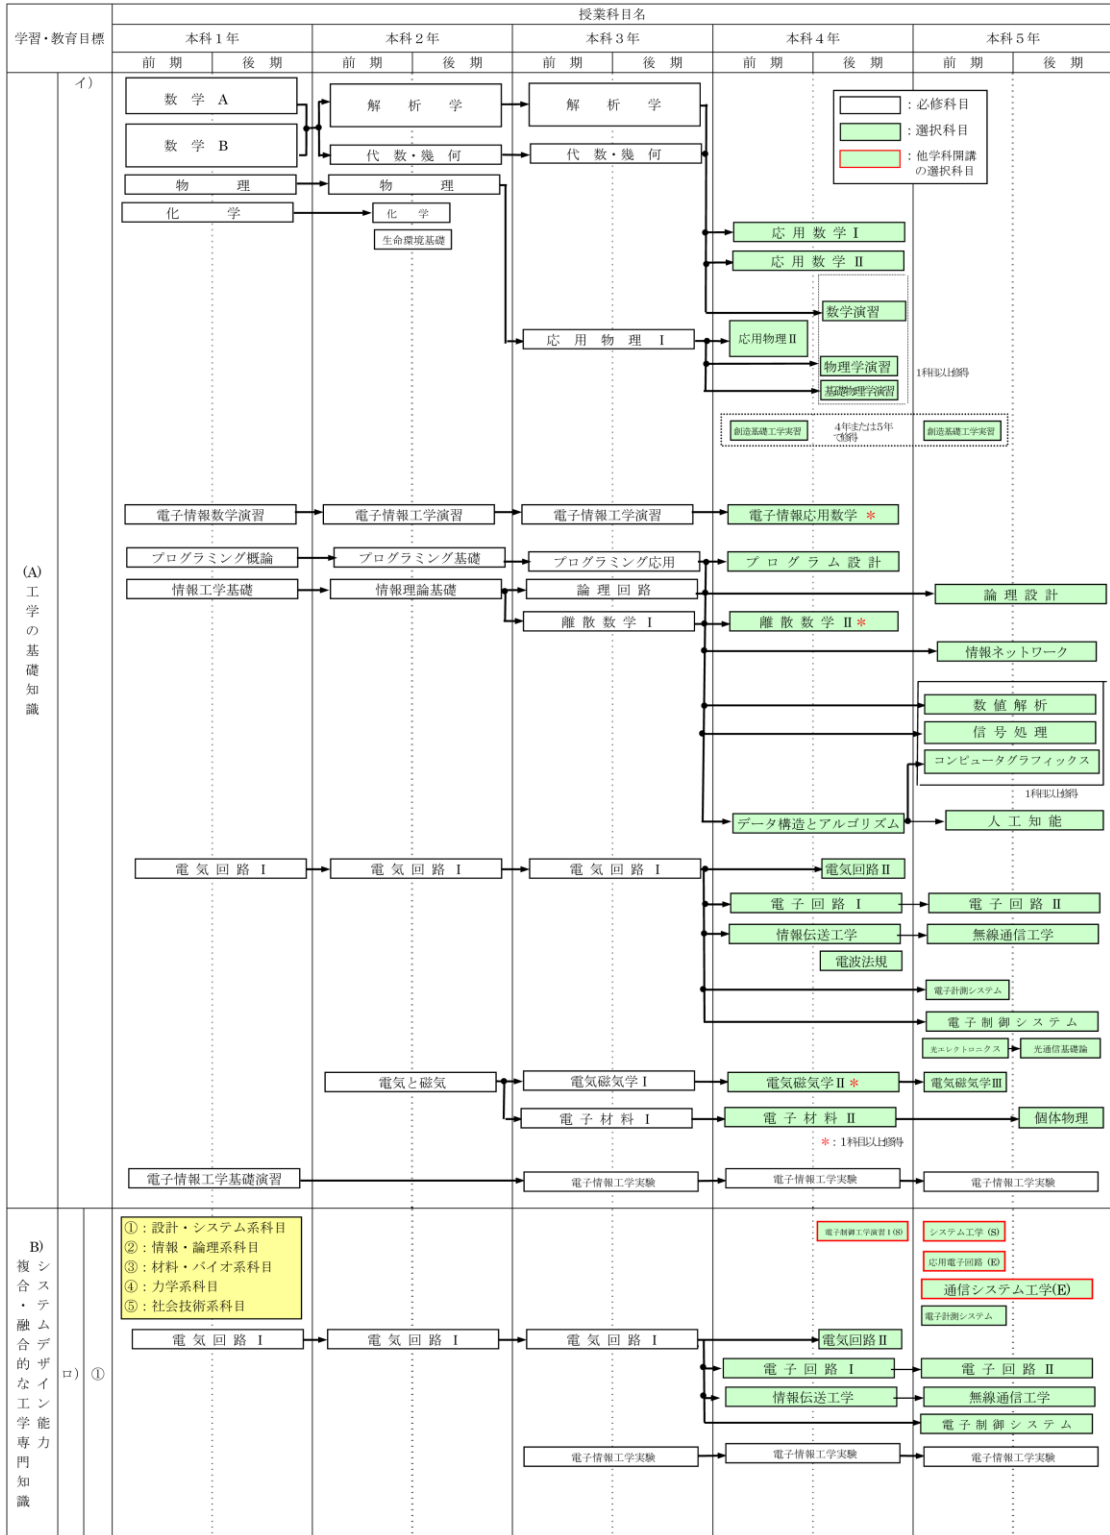 授業科目名
学習・教育目標
本科1年 本科2年 本科3年 本科4年 本科5年
前 期 後 期 前 期 後 期 前 期 後 期 前 期 後 期 前 期 後 期
イ)
数 学 A
解 析 学
解 析 学
:必修科目
:選択科目
:他学科開講
の選択科目
数 学 B
代 数・幾 何
代 数・幾 何
物 理
物 理
化 学
化 学
生命環境基礎
応 用 数 学 Ⅰ
応 用 数 学 Ⅱ
数学演習
応 用 物 理 Ⅰ
応用物理Ⅱ
物理学演習
1科目以上修得
基礎物理学演習
創造基礎工学実習
4年または5年
で修得
創造基礎工学実習
電子情報数学演習
電子情報工学演習
電子情報工学演習
電子情報応用数学 *
プログラミング概論
プログラミング基礎
プログラミング応用
プ ロ グ ラ ム 設 計
(A)
工学の基礎知識
情報工学基礎
情報理論基礎
論 理 回 路
論 理 設 計
離 散 数 学 Ⅰ
離 散 数 学 Ⅱ *
情報ネットワーク
数 値 解 析
信 号 処 理
コンピュータグラフィックス
1科目以上修得
データ構造とアルゴリズム
人 工 知 能
電 気 回 路 Ⅰ
電 気 回 路 Ⅰ
電 気 回 路 Ⅰ
電気回路Ⅱ
電 子 回 路 Ⅰ
電 子 回 路 Ⅱ
情報伝送工学
無線通信工学
電波法規
電子計測システム
電 子 制 御 シ ス テ ム
光エレクトロニクス
光通信基礎論
電気と磁気
電気磁気学Ⅰ
電気磁気学Ⅱ *
電気磁気学Ⅲ
電 子 材 料 Ⅰ
電 子 材 料 Ⅱ
個体物理
*:1科目以上修得
電子情報工学基礎演習
電子情報工学実験
電子情報工学実験
電子情報工学実験
B)
システムデザイン能力
複合・融合的な工学専門知識
ロ)
①
①:設計・システム系科目
②:情報・論理系科目
③:材料・バイオ系科目
④:力学系科目
⑤:社会技術系科目
電子制御工学演習Ⅰ(S)
システム工学 (S)
応用電子回路 (E)
通信システム工学(E)
電子計測システム
電 気 回 路 Ⅰ
電 気 回 路 Ⅰ
電 気 回 路 Ⅰ
電気回路Ⅱ
電 子 回 路 Ⅰ
電 子 回 路 Ⅱ
情報伝送工学
無線通信工学
電 子 制 御 シ ス テ ム
電子情報工学実験
電子情報工学実験
電子情報工学実験